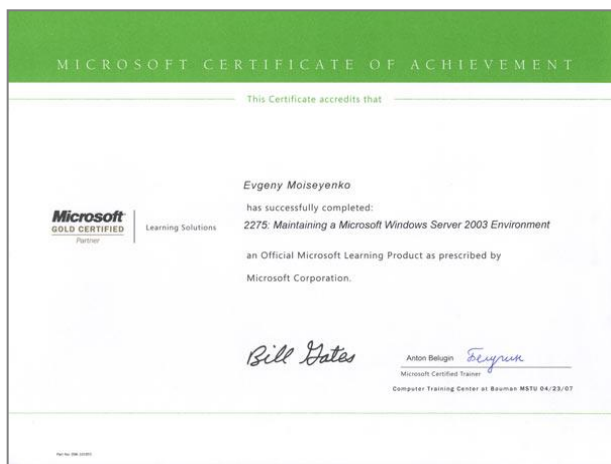 MICROSOFT CERTIFICATE OF ACHIEVEMENT
This Certificate accredits that
Evgeny Moiseyenko
has successfully completed:
2275: Maintaining a Microsoft Windows Server 2003 Environment
Microsoft
GOLD CERTIFIED
Partner
Learning Solutions
an Official Microsoft Learning Product as prescribed by
Microsoft Corporation.
Bill Gates
Anton Belugin Белугин
Microsoft Certified Trainer
Computer Training Center at Bauman MSTU 04/23/07
Part No.